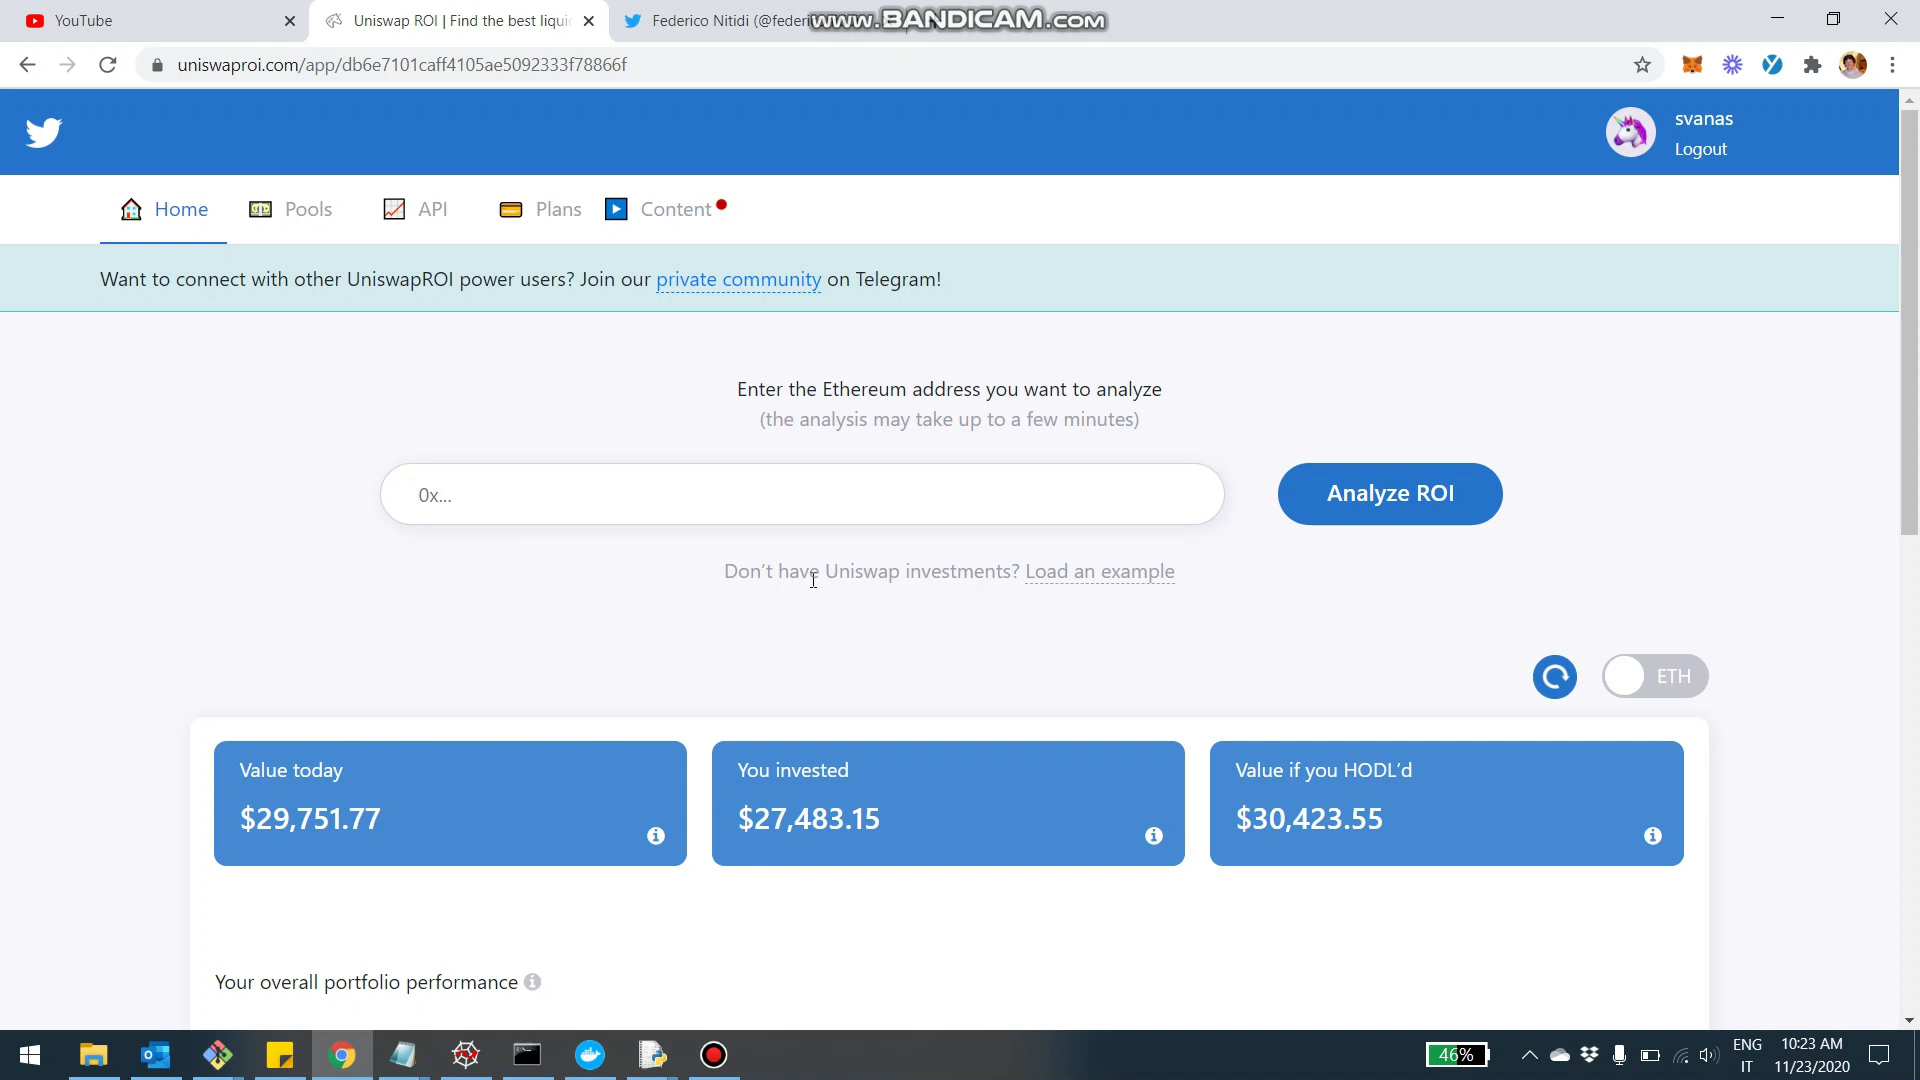 YouTube
Uniswap ROI | Find the best liqui
Federico Nitidi (@federi
www.BANDICAM.com
uniswaproi.com/app/db6e7101caff4105ae5092333f78866f
svanas
Logout
Home
Pools
API
Plans
Content
Want to connect with other UniswapROI power users? Join our private community on Telegram!
Enter the Ethereum address you want to analyze
(the analysis may take up to a few minutes)
0x...
Analyze ROI
Don't have Uniswap investments? Load an example
ETH
Value today
$29,751.77
You invested
$27,483.15
Value if you HODL'd
$30,423.55
Your overall portfolio performance
46%
ENG
IT
10:23 AM
11/23/2020